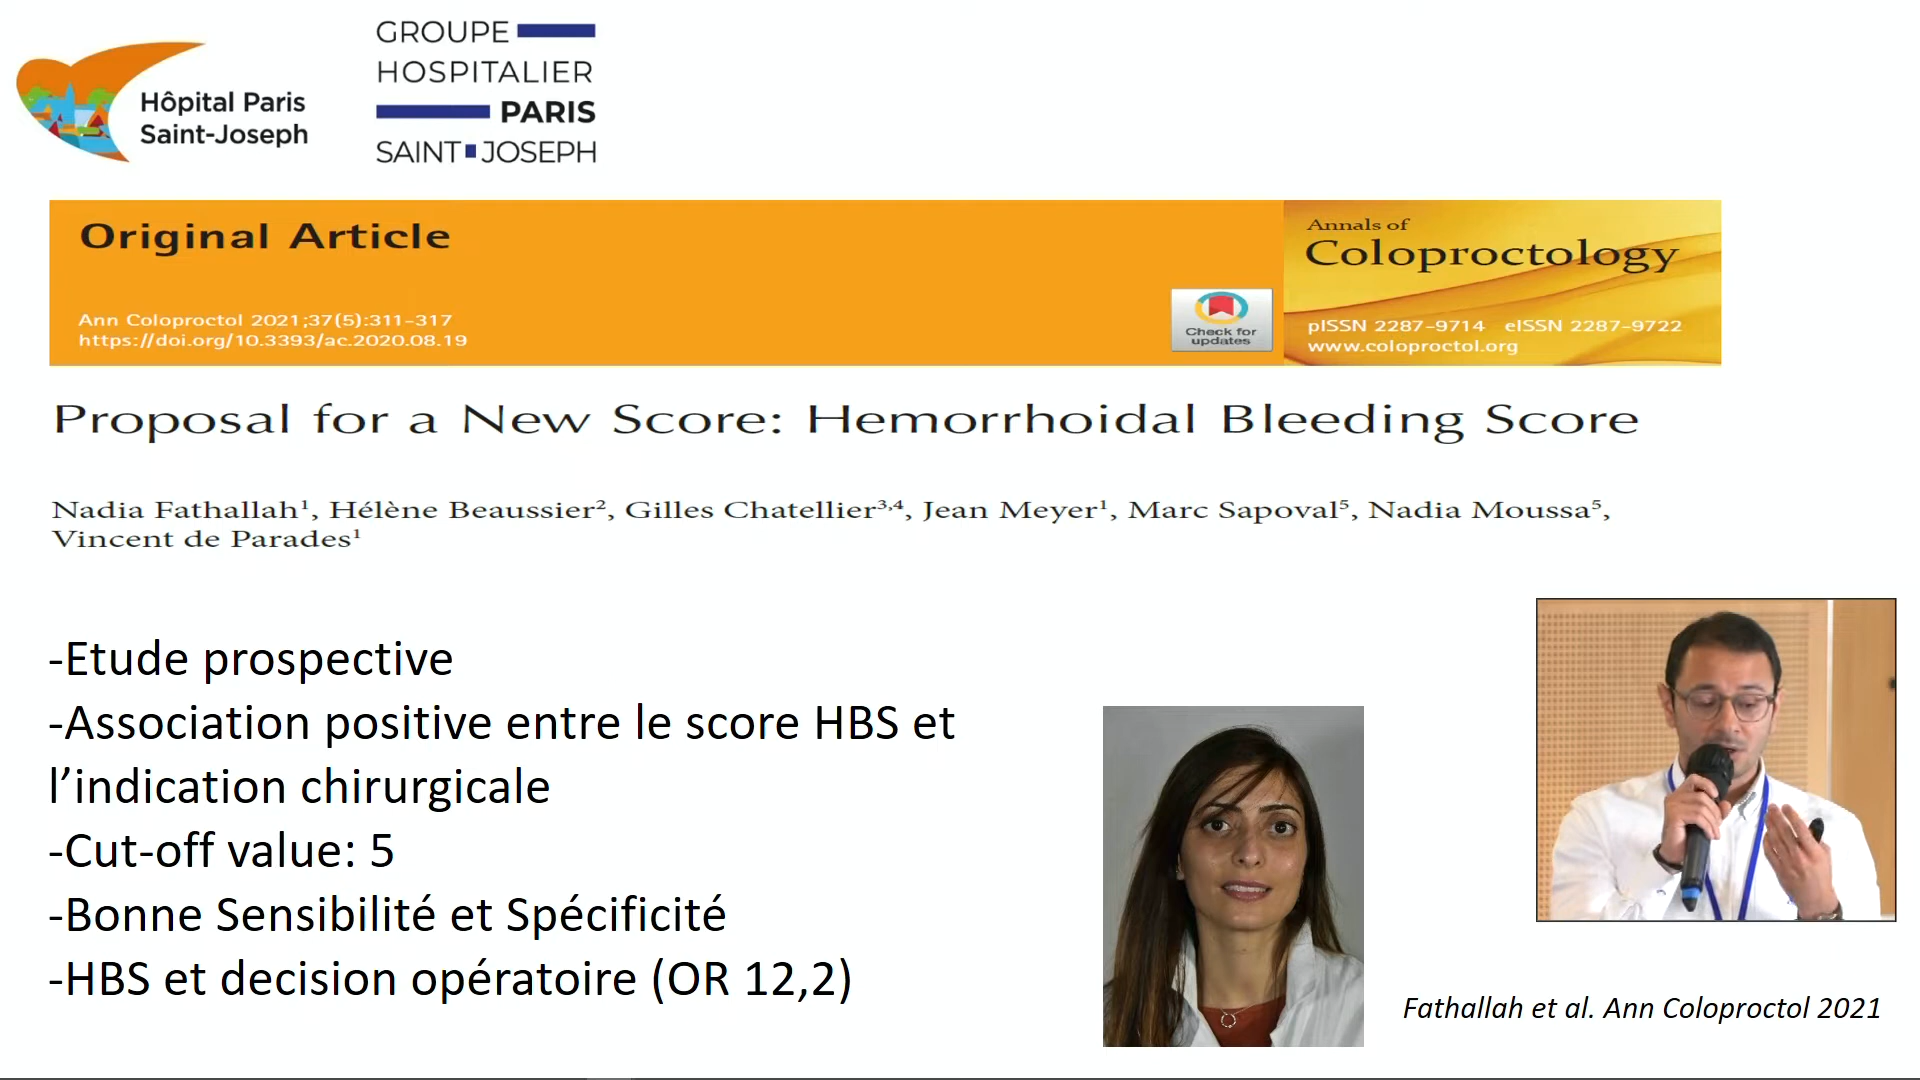 Hôpital Paris
Saint-Joseph
GROUPE
HOSPITALIER
PARIS
SAINT JOSEPH
Original Article
Ann Coloproctol 2021;37(5):311-317
https://doi.org/10.3393/ac.2020.08.19
Check for
updates
Annals of
Coloproctology
pISSN 2287-9714 eISSN 2287-9722
www.coloproctol.org
Proposal for a New Score: Hemorrhoidal Bleeding Score
Nadia Fathallah¹, Hélène Beaussier², Gilles Chatellier³,⁴, Jean Meyer¹, Marc Sapoval⁵, Nadia Moussa⁵,
Vincent de Parades¹
-Etude prospective
-Association positive entre le score HBS et
l’indication chirurgicale
-Cut-off value: 5
-Bonne Sensibilité et Spécificité
-HBS et decision opératoire (OR 12,2)
Fathallah et al. Ann Coloproctol 2021